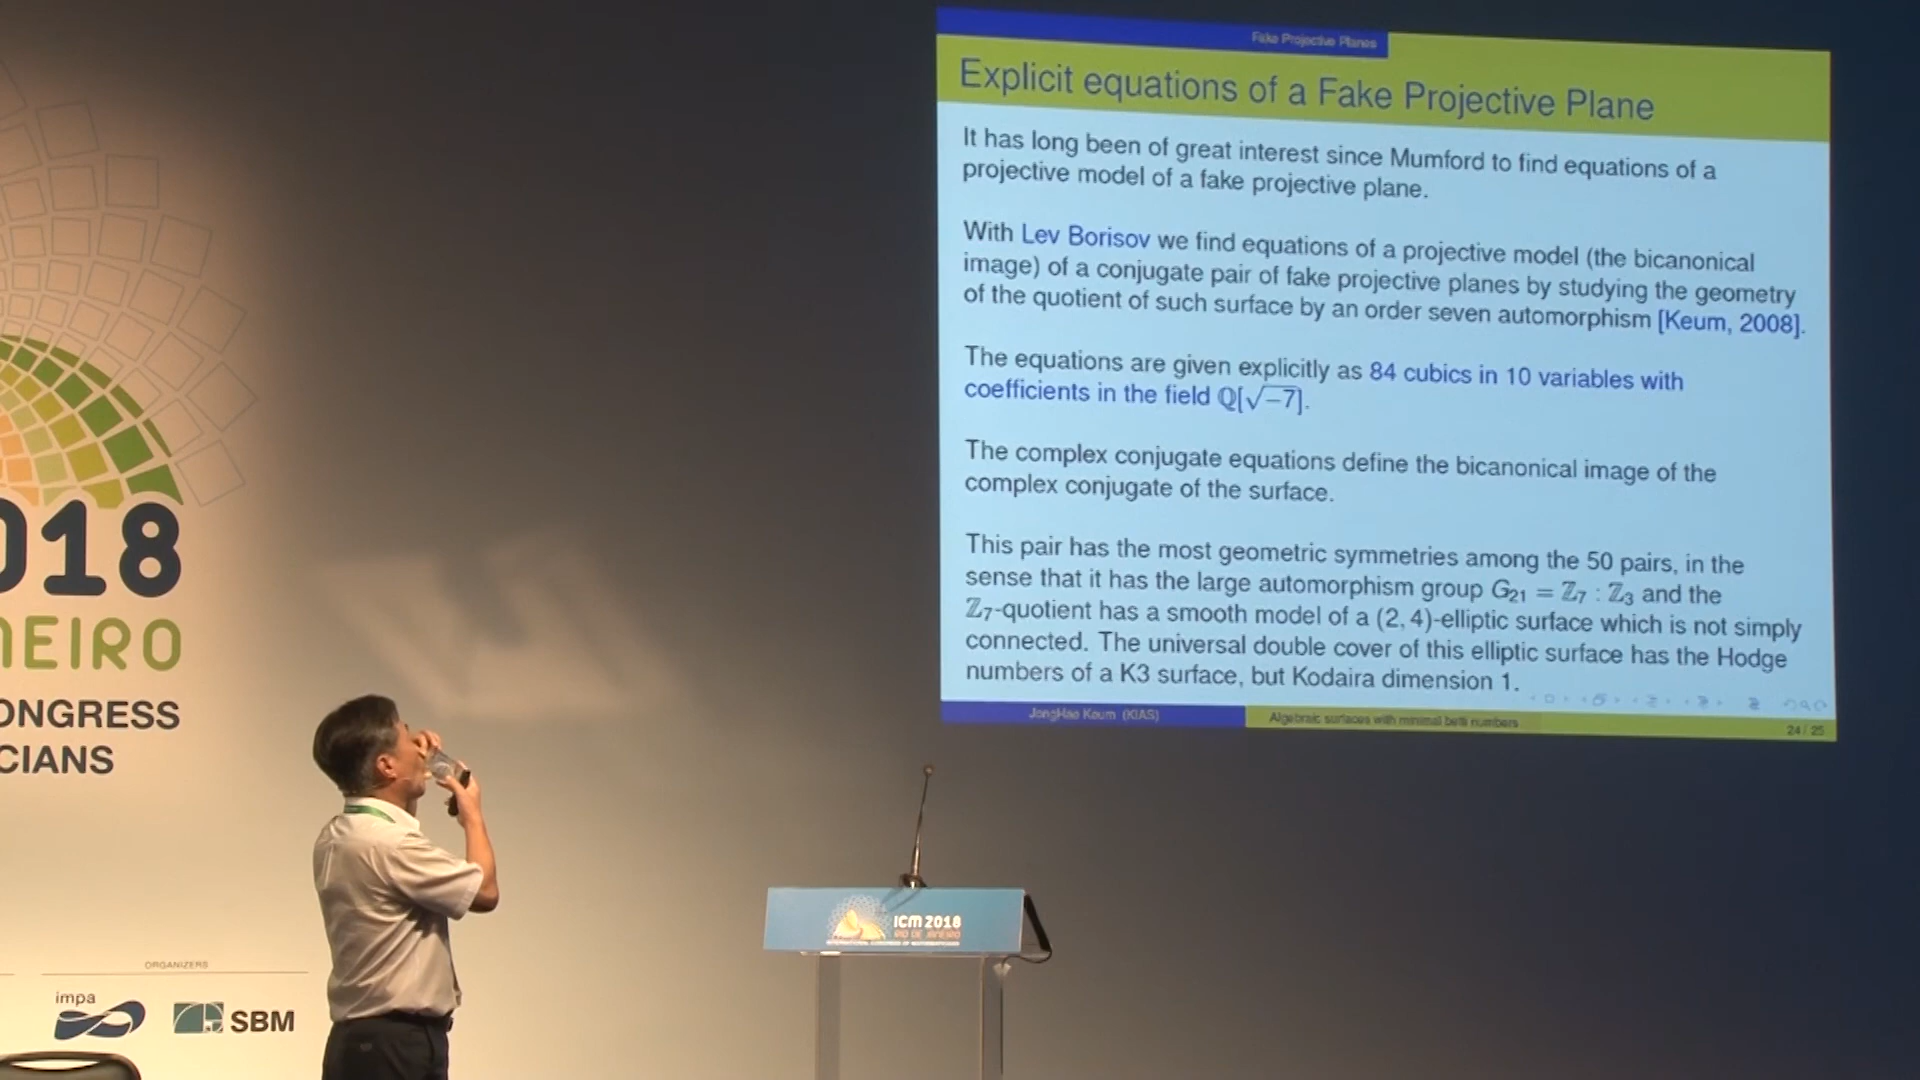 Fake Projective Planes
Explicit equations of a Fake Projective Plane
It has long been of great interest since Mumford to find equations of a
projective model of a fake projective plane.
With Lev Borisov we find equations of a projective model (the bicanonical
image) of a conjugate pair of fake projective planes by studying the geometry
of the quotient of such surface by an order seven automorphism [Keum, 2008].
The equations are given explicitly as 84 cubics in 10 variables with
coefficients in the field ℚ[√−7].
The complex conjugate equations define the bicanonical image of the
complex conjugate of the surface.
This pair has the most geometric symmetries among the 50 pairs, in the
sense that it has the large automorphism group G₂₁ = ℤ₇ : ℤ₃ and the
ℤ₇-quotient has a smooth model of a (2, 4)-elliptic surface which is not simply
connected. The universal double cover of this elliptic surface has the Hodge
numbers of a K3 surface, but Kodaira dimension 1.
JongHae Keum (KIAS)
Algebraic surfaces with minimal betti numbers
24 / 25
018
NEIRO
ONGRESS
CIANS
ORGANIZERS
impa
SBM
ICM 2018
RIO DE JANEIRO
INTERNATIONAL CONGRESS OF MATHEMATICIANS